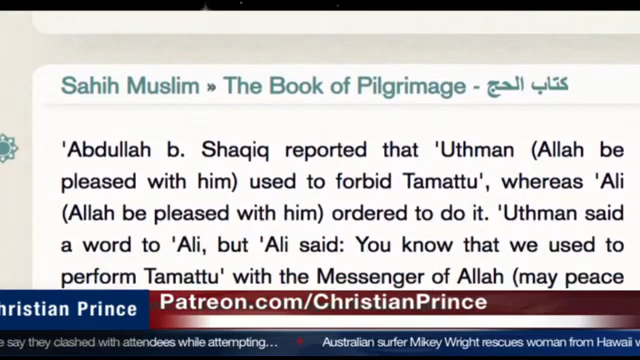 Sahih Muslim » The Book of Pilgrimage - كتاب الحج
'Abdullah b. Shaqiq reported that 'Uthman (Allah be
pleased with him) used to forbid Tamattu', whereas 'Ali
(Allah be pleased with him) ordered to do it. 'Uthman said
a word to 'Ali, but 'Ali said: You know that we used to
perform Tamattu' with the Messenger of Allah (may peace
Christian Prince
Patreon.com/ChristianPrince
e say they clashed with attendees while attempting…
Australian surfer Mikey Wright rescues woman from Hawaii